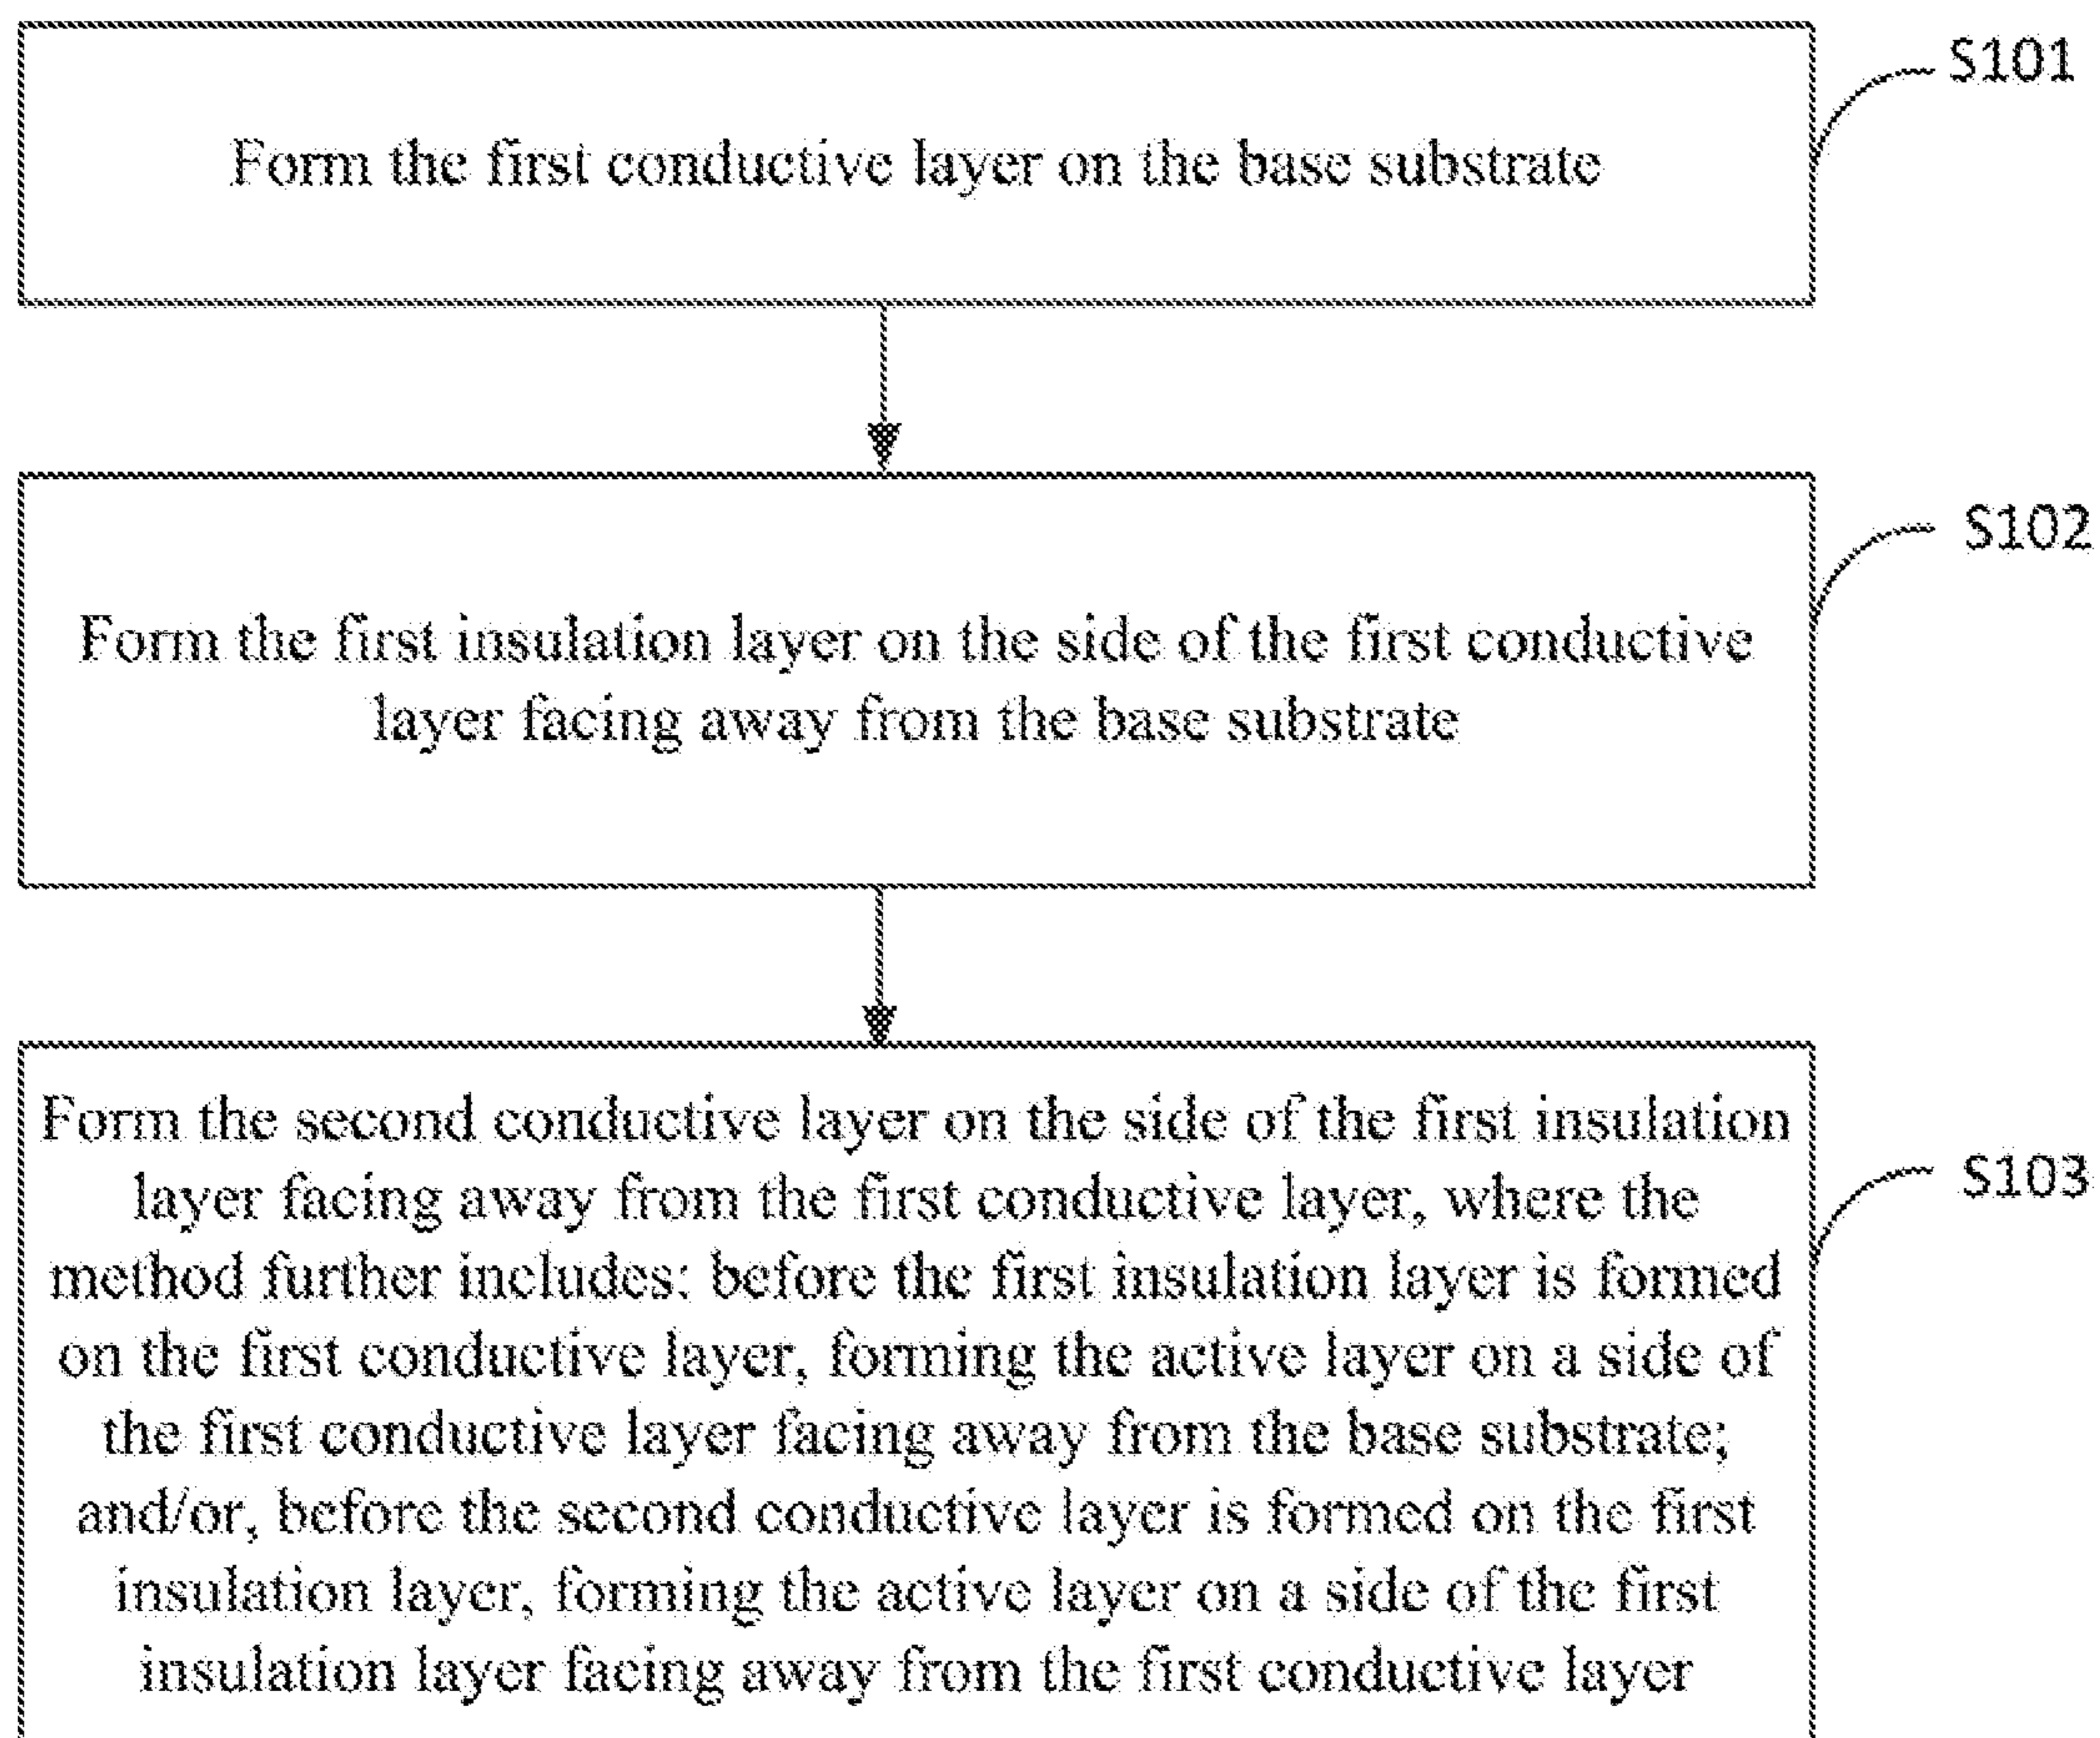 Form the first conductive layer on the base substrate
S101
Form the first insulation layer on the side of the first conductive
layer facing away from the base substrate
S102
Form the second conductive layer on the side of the first insulation
layer facing away from the first conductive layer, where the
method further includes: before the first insulation layer is formed
on the first conductive layer, forming the active layer on a side of
the first conductive layer facing away from the base substrate;
and/or, before the second conductive layer is formed on the first
insulation layer, forming the active layer on a side of the first
insulation layer facing away from the first conductive layer
S103